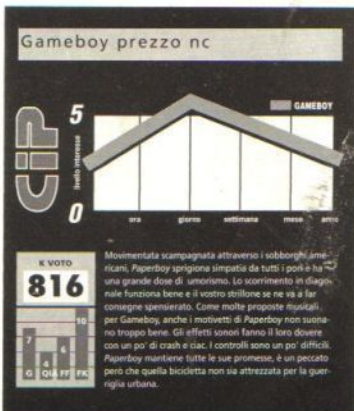 Gameboy prezzo nc
CIP
5
livello interesse
0
GAMEBOY
ora giorno settimana mese anno
K VOTO
816
7 4 6 10
G QI FF FK
Movimentata scampagnata attraverso i sobborghi ame-
ricani, Paperboy sprigiona simpatia da tutti i pori e ha
una grande dose di umorismo. Lo scorrimento in diago-
nale funziona bene e il vostro strillone se ne va a far
consegne spensierato. Come molte proposte musicali
per Gameboy, anche i motivetti di Paperboy non suona-
no troppo bene. Gli effetti sonori fanno il loro dovere
con un po' di crash e ciac. I controlli sono un po' difficili.
Paperboy mantiene tutte le sue promesse, è un peccato
però che quella bicicletta non sia attrezzata per la guer-
riglia urbana.